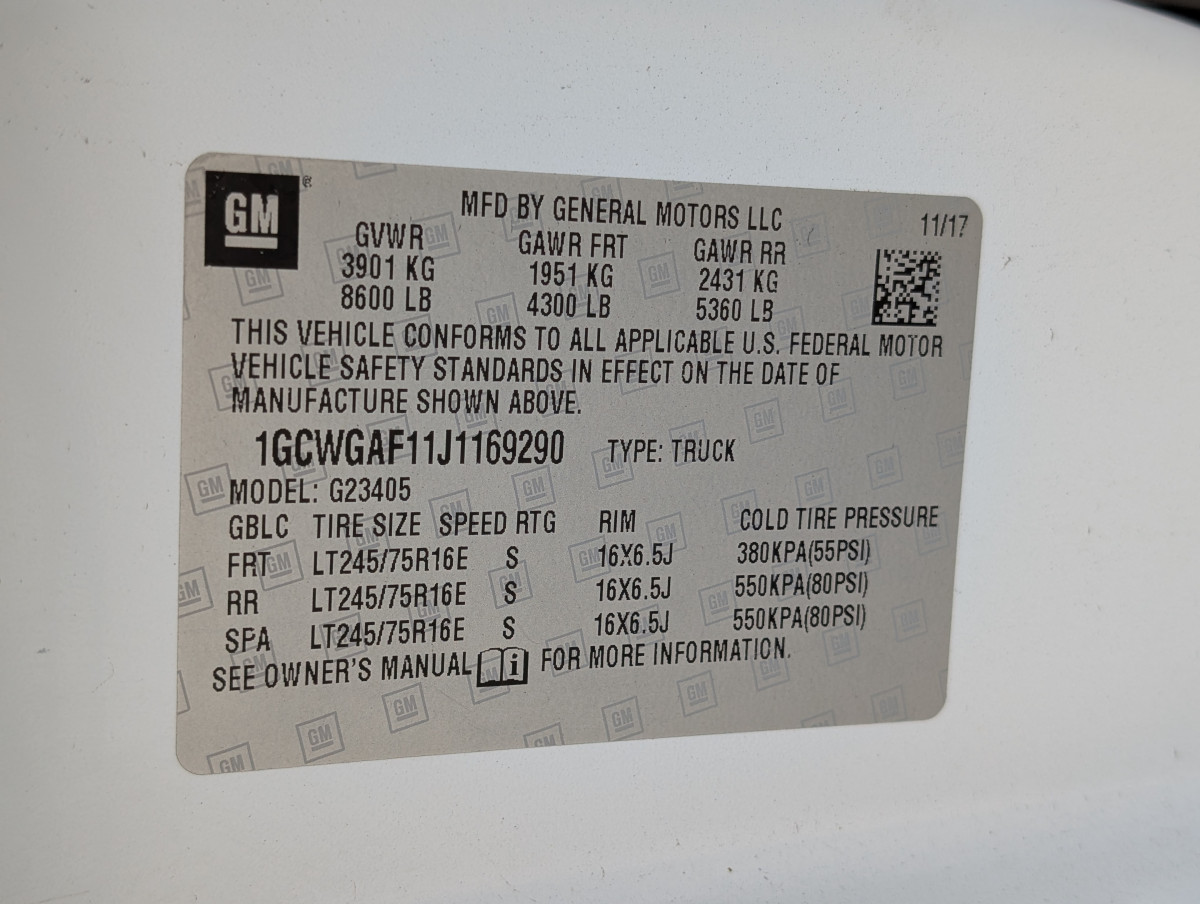 GM ®
MFD BY GENERAL MOTORS LLC 11/17
GVWR GAWR FRT GAWR RR
3901 KG 1951 KG 2431 KG
8600 LB 4300 LB 5360 LB
THIS VEHICLE CONFORMS TO ALL APPLICABLE U.S. FEDERAL MOTOR
VEHICLE SAFETY STANDARDS IN EFFECT ON THE DATE OF
MANUFACTURE SHOWN ABOVE.
1GCWGAF11J1169290 TYPE: TRUCK
MODEL: G23405
GBLC TIRE SIZE SPEED RTG RIM COLD TIRE PRESSURE
FRT LT245/75R16E S 16X6.5J 380KPA(55PSI)
RR LT245/75R16E S 16X6.5J 550KPA(80PSI)
SPA LT245/75R16E S 16X6.5J 550KPA(80PSI)
SEE OWNER'S MANUAL i FOR MORE INFORMATION.